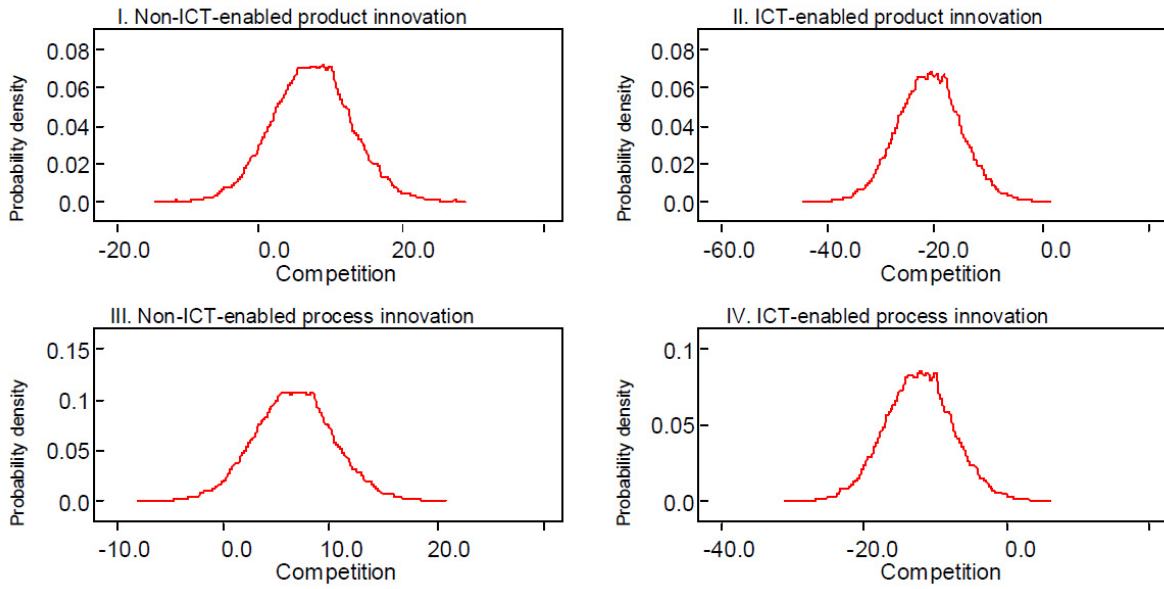 I. Non-ICT-enabled product innovation
Probability density
0.08
0.06
0.04
0.02
0.0
-20.0 0.0 20.0
Competition
II. ICT-enabled product innovation
Probability density
0.08
0.06
0.04
0.02
0.0
-60.0 -40.0 -20.0 0.0
Competition
III. Non-ICT-enabled process innovation
Probability density
0.15
0.1
0.05
0.0
-10.0 0.0 10.0 20.0
Competition
IV. ICT-enabled process innovation
Probability density
0.1
0.05
0.0
-40.0 -20.0 0.0
Competition